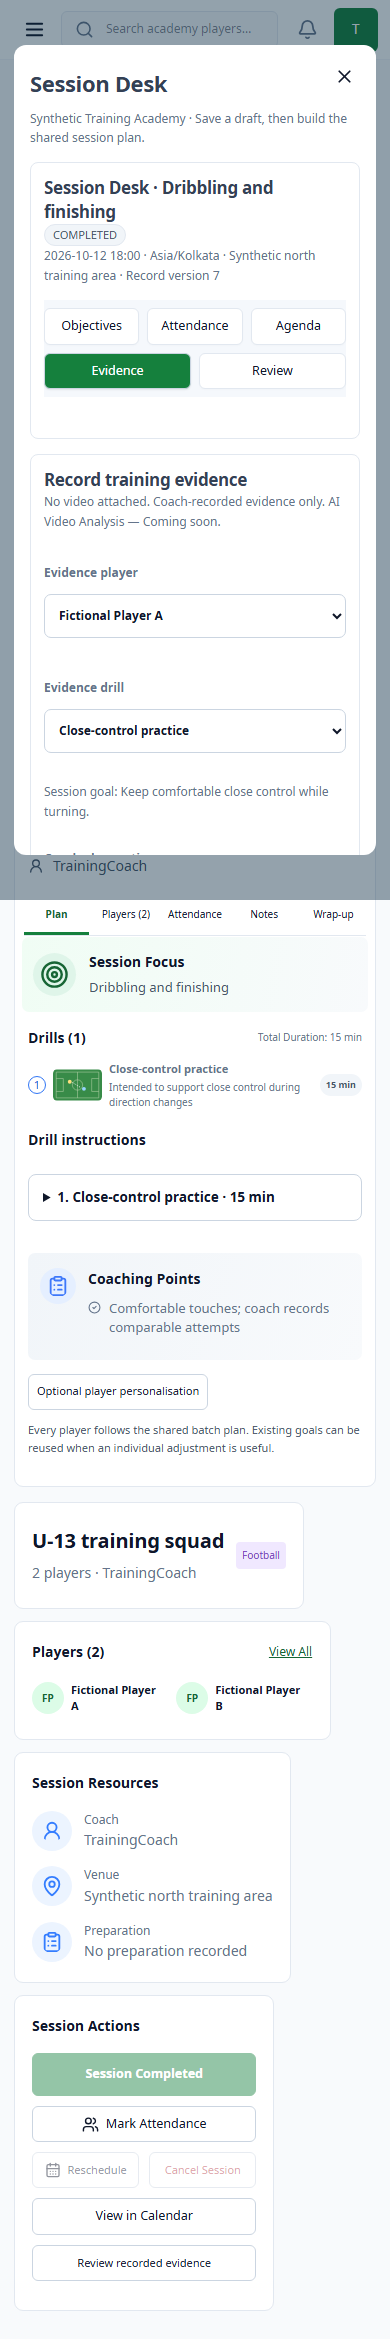 Search academy players...
T
Session Desk
Synthetic Training Academy · Save a draft, then build the
shared session plan.
Session Desk · Dribbling and
finishing
COMPLETED
2026-10-12 18:00 · Asia/Kolkata · Synthetic north
training area · Record version 7
Objectives
Attendance
Agenda
Evidence
Review
Record training evidence
No video attached. Coach-recorded evidence only. AI
Video Analysis — Coming soon.
Evidence player
Fictional Player A
Evidence drill
Close-control practice
Session goal: Keep comfortable close control while
turning.
TrainingCoach
Plan
Players (2)
Attendance
Notes
Wrap-up
Session Focus
Dribbling and finishing
Drills (1)
Total Duration: 15 min
1
Close-control practice
Intended to support close control during
direction changes
15 min
Drill instructions
1. Close-control practice · 15 min
Coaching Points
Comfortable touches; coach records
comparable attempts
Optional player personalisation
Every player follows the shared batch plan. Existing goals can be
reused when an individual adjustment is useful.
U-13 training squad
2 players · TrainingCoach
Football
Players (2)
View All
FP
Fictional Player
A
FP
Fictional Player
B
Session Resources
Coach
TrainingCoach
Venue
Synthetic north training area
Preparation
No preparation recorded
Session Actions
Session Completed
Mark Attendance
Reschedule
Cancel Session
View in Calendar
Review recorded evidence